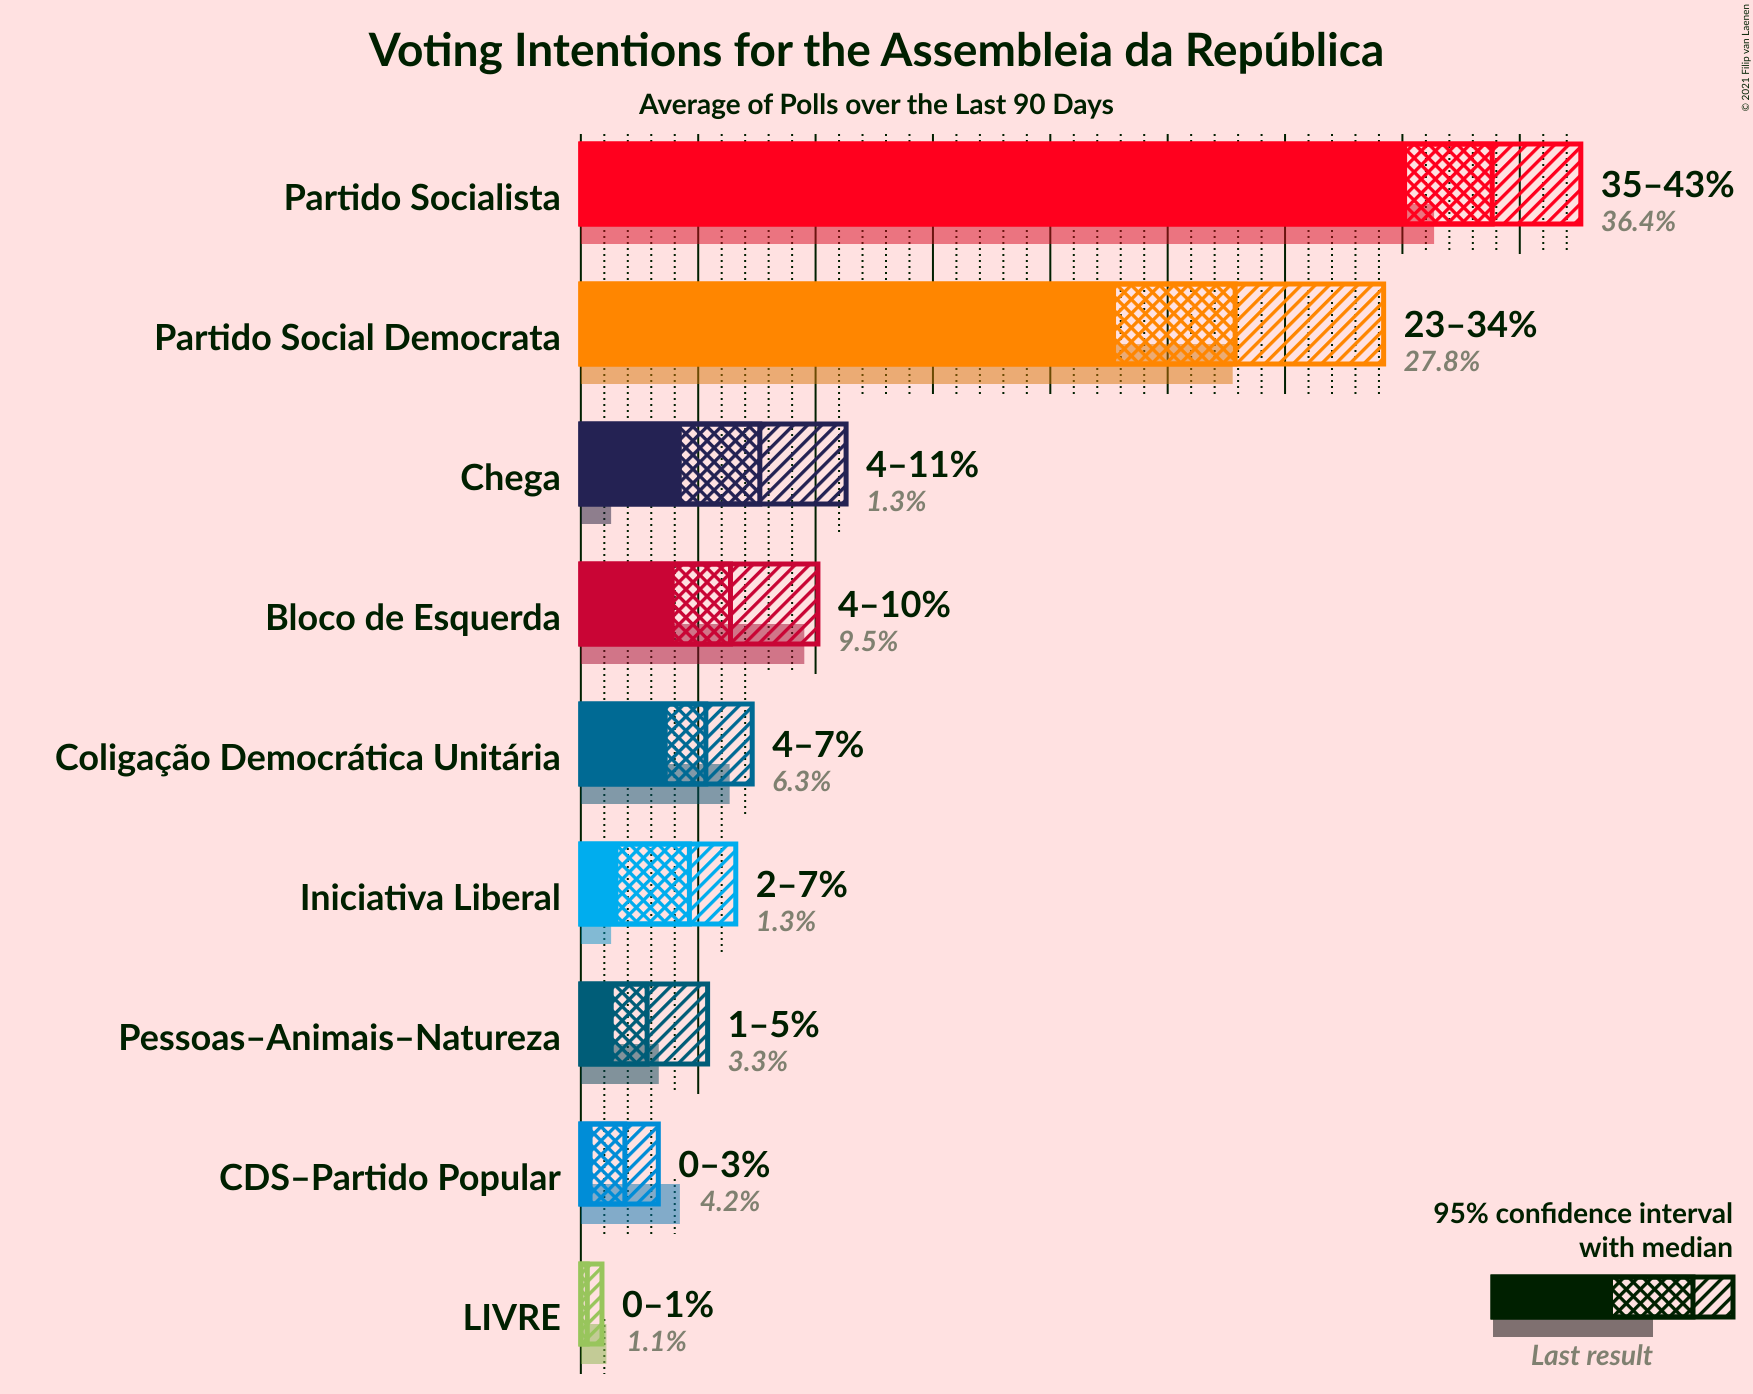 Voting Intentions for the Assembleia da República
Average of Polls over the Last 90 Days
© 2021 Filip van Laenen
Partido Socialista
35–43%
36.4%
Partido Social Democrata
23–34%
27.8%
Chega
4–11%
1.3%
Bloco de Esquerda
4–10%
9.5%
Coligação Democrática Unitária
4–7%
6.3%
Iniciativa Liberal
2–7%
1.3%
Pessoas–Animais–Natureza
1–5%
3.3%
CDS–Partido Popular
0–3%
4.2%
LIVRE
0–1%
1.1%
95% confidence interval
with median
Last result